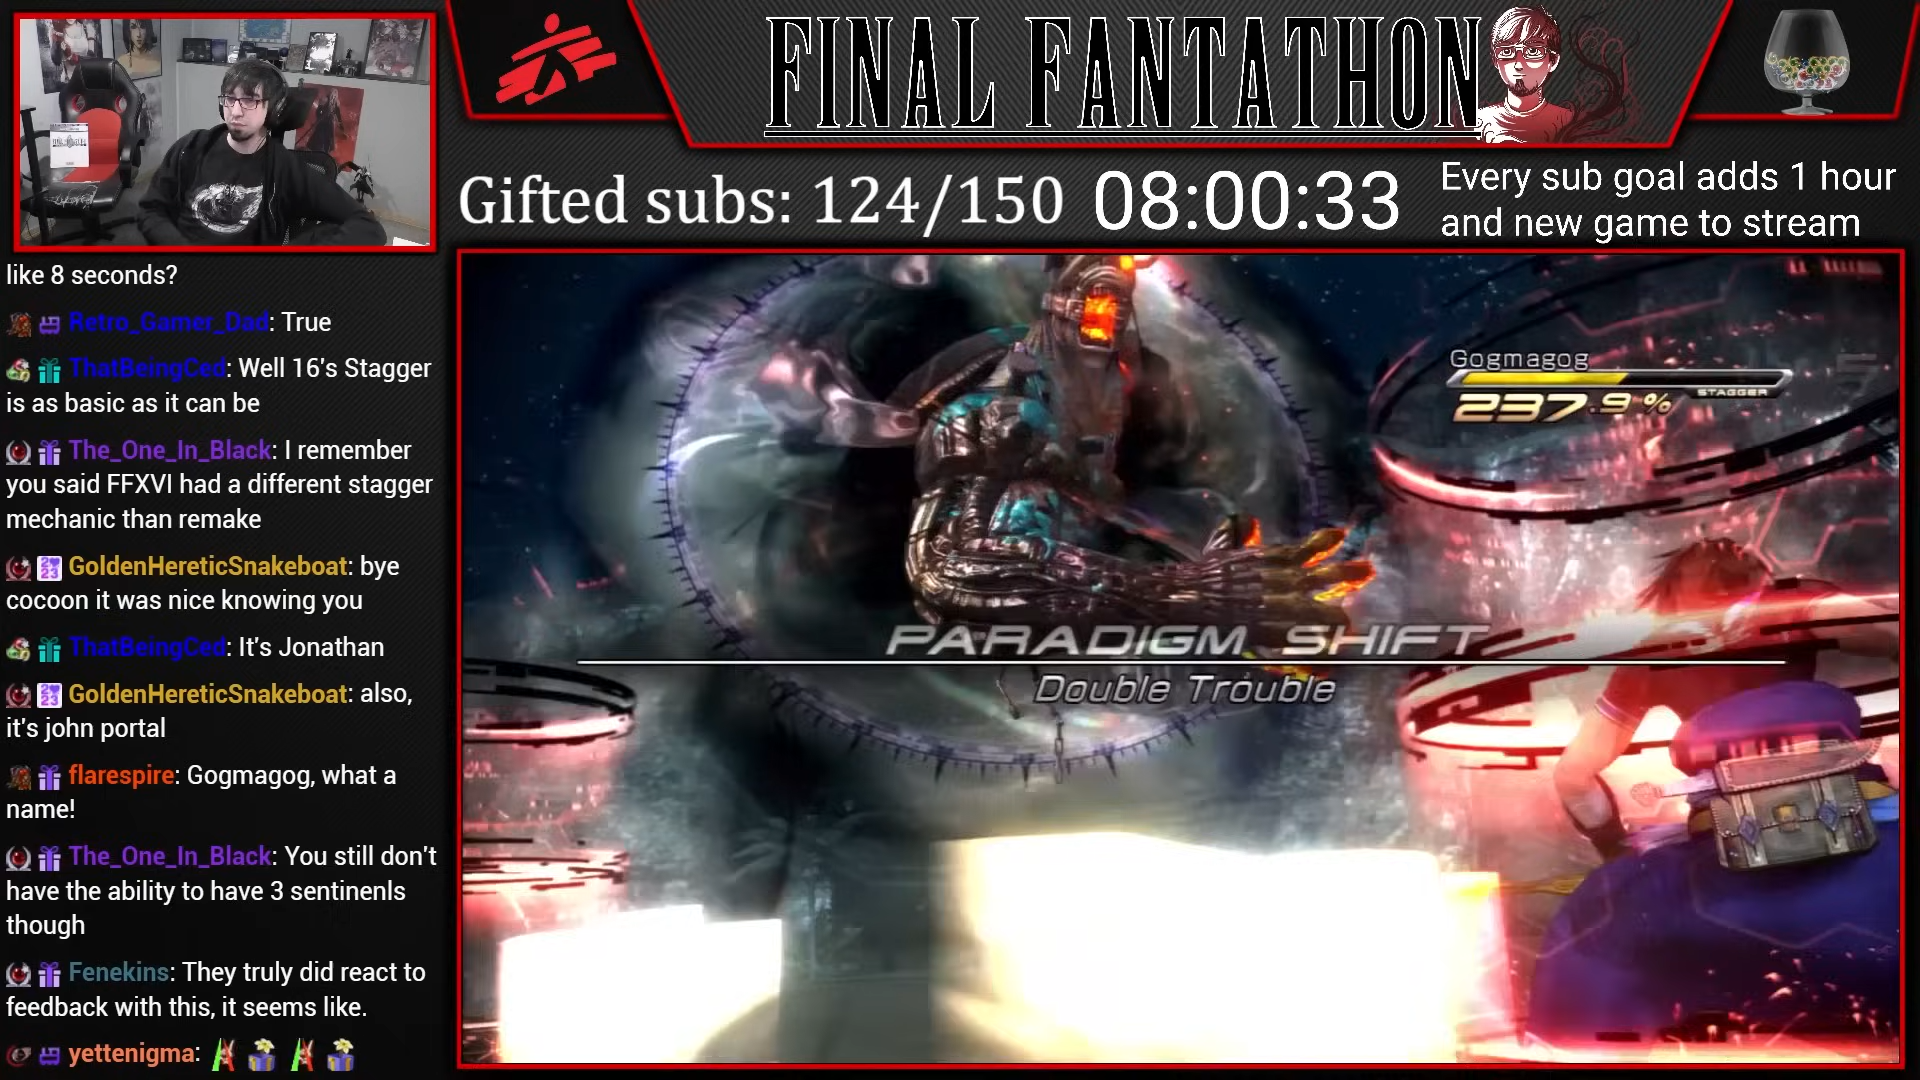 FINAL FANTATHON
Gifted subs: 124/150
08:00:33
Every sub goal adds 1 hour
and new game to stream
like 8 seconds?
Retro_Gamer_Dad: True
ThatBeingCed: Well 16's Stagger
is as basic as it can be
The_One_In_Black: I remember
you said FFXVI had a different stagger
mechanic than remake
GoldenHereticSnakeboat: bye
cocoon it was nice knowing you
ThatBeingCed: It's Jonathan
GoldenHereticSnakeboat: also,
it's john portal
flarespire: Gogmagog, what a
name!
The_One_In_Black: You still don't
have the ability to have 3 sentinenls
though
Fenekins: They truly did react to
feedback with this, it seems like.
yettenigma:
Gogmagog
STAGGER
237.9%
PARADIGM SHIFT
Double Trouble